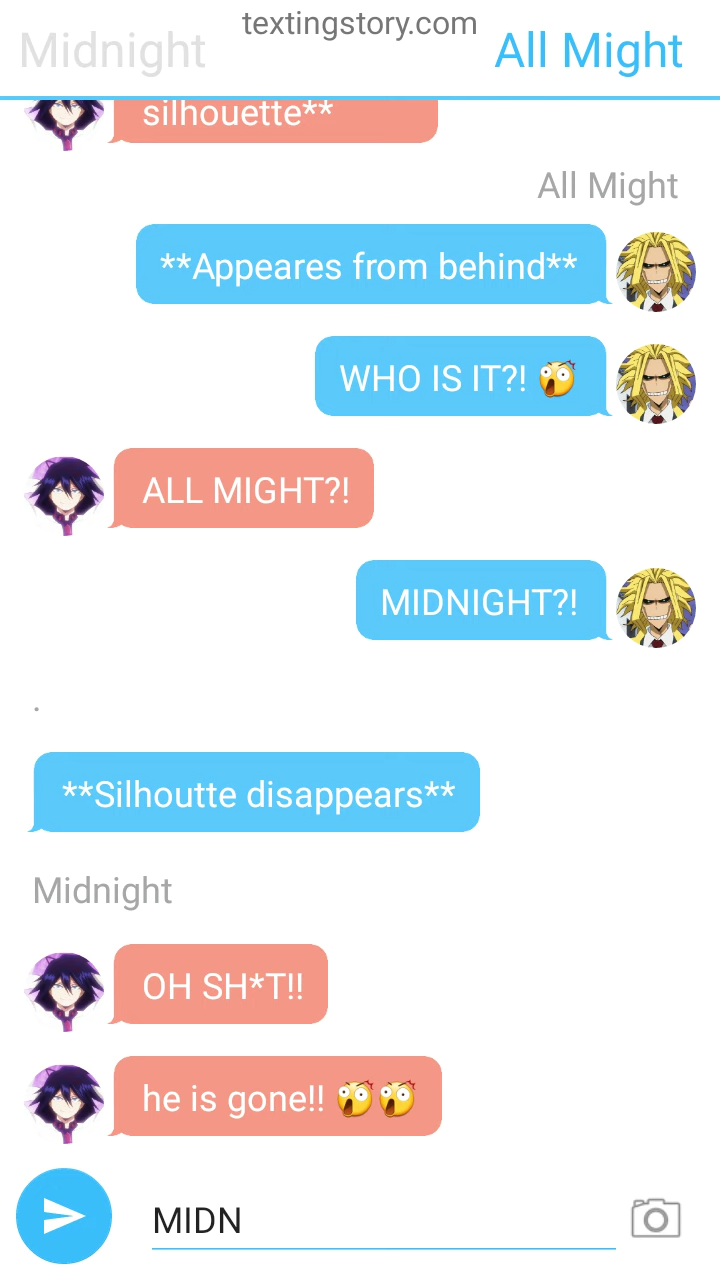 textingstory.com
Midnight
All Might
silhouette**
All Might
**Appeares from behind**
WHO IS IT?! 😲
ALL MIGHT?!
MIDNIGHT?!
.
**Silhoutte disappears**
Midnight
OH SH*T!!
he is gone!! 😲😲
MIDN